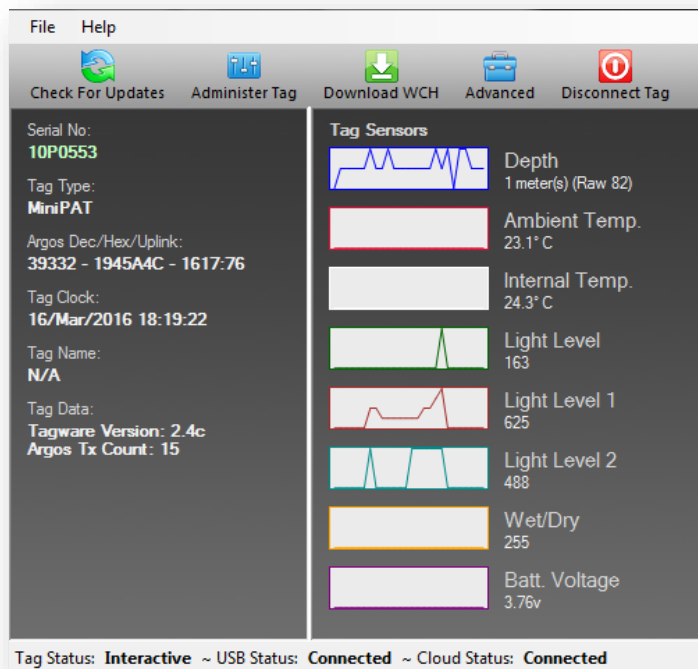 File Help
Check For Updates Administer Tag Download WCH Advanced Disconnect Tag
Serial No:
10P0553
Tag Type:
MiniPAT
Argos Dec/Hex/Uplink:
39332 - 1945A4C - 1617:76
Tag Clock:
16/Mar/2016 18:19:22
Tag Name:
N/A
Tag Data:
Tagware Version: 2.4c
Argos Tx Count: 15
Tag Sensors
Depth
1 meter(s) (Raw 82)
Ambient Temp.
23.1° C
Internal Temp.
24.3° C
Light Level
163
Light Level 1
625
Light Level 2
488
Wet/Dry
255
Batt. Voltage
3.76v
Tag Status: Interactive ~ USB Status: Connected ~ Cloud Status: Connected